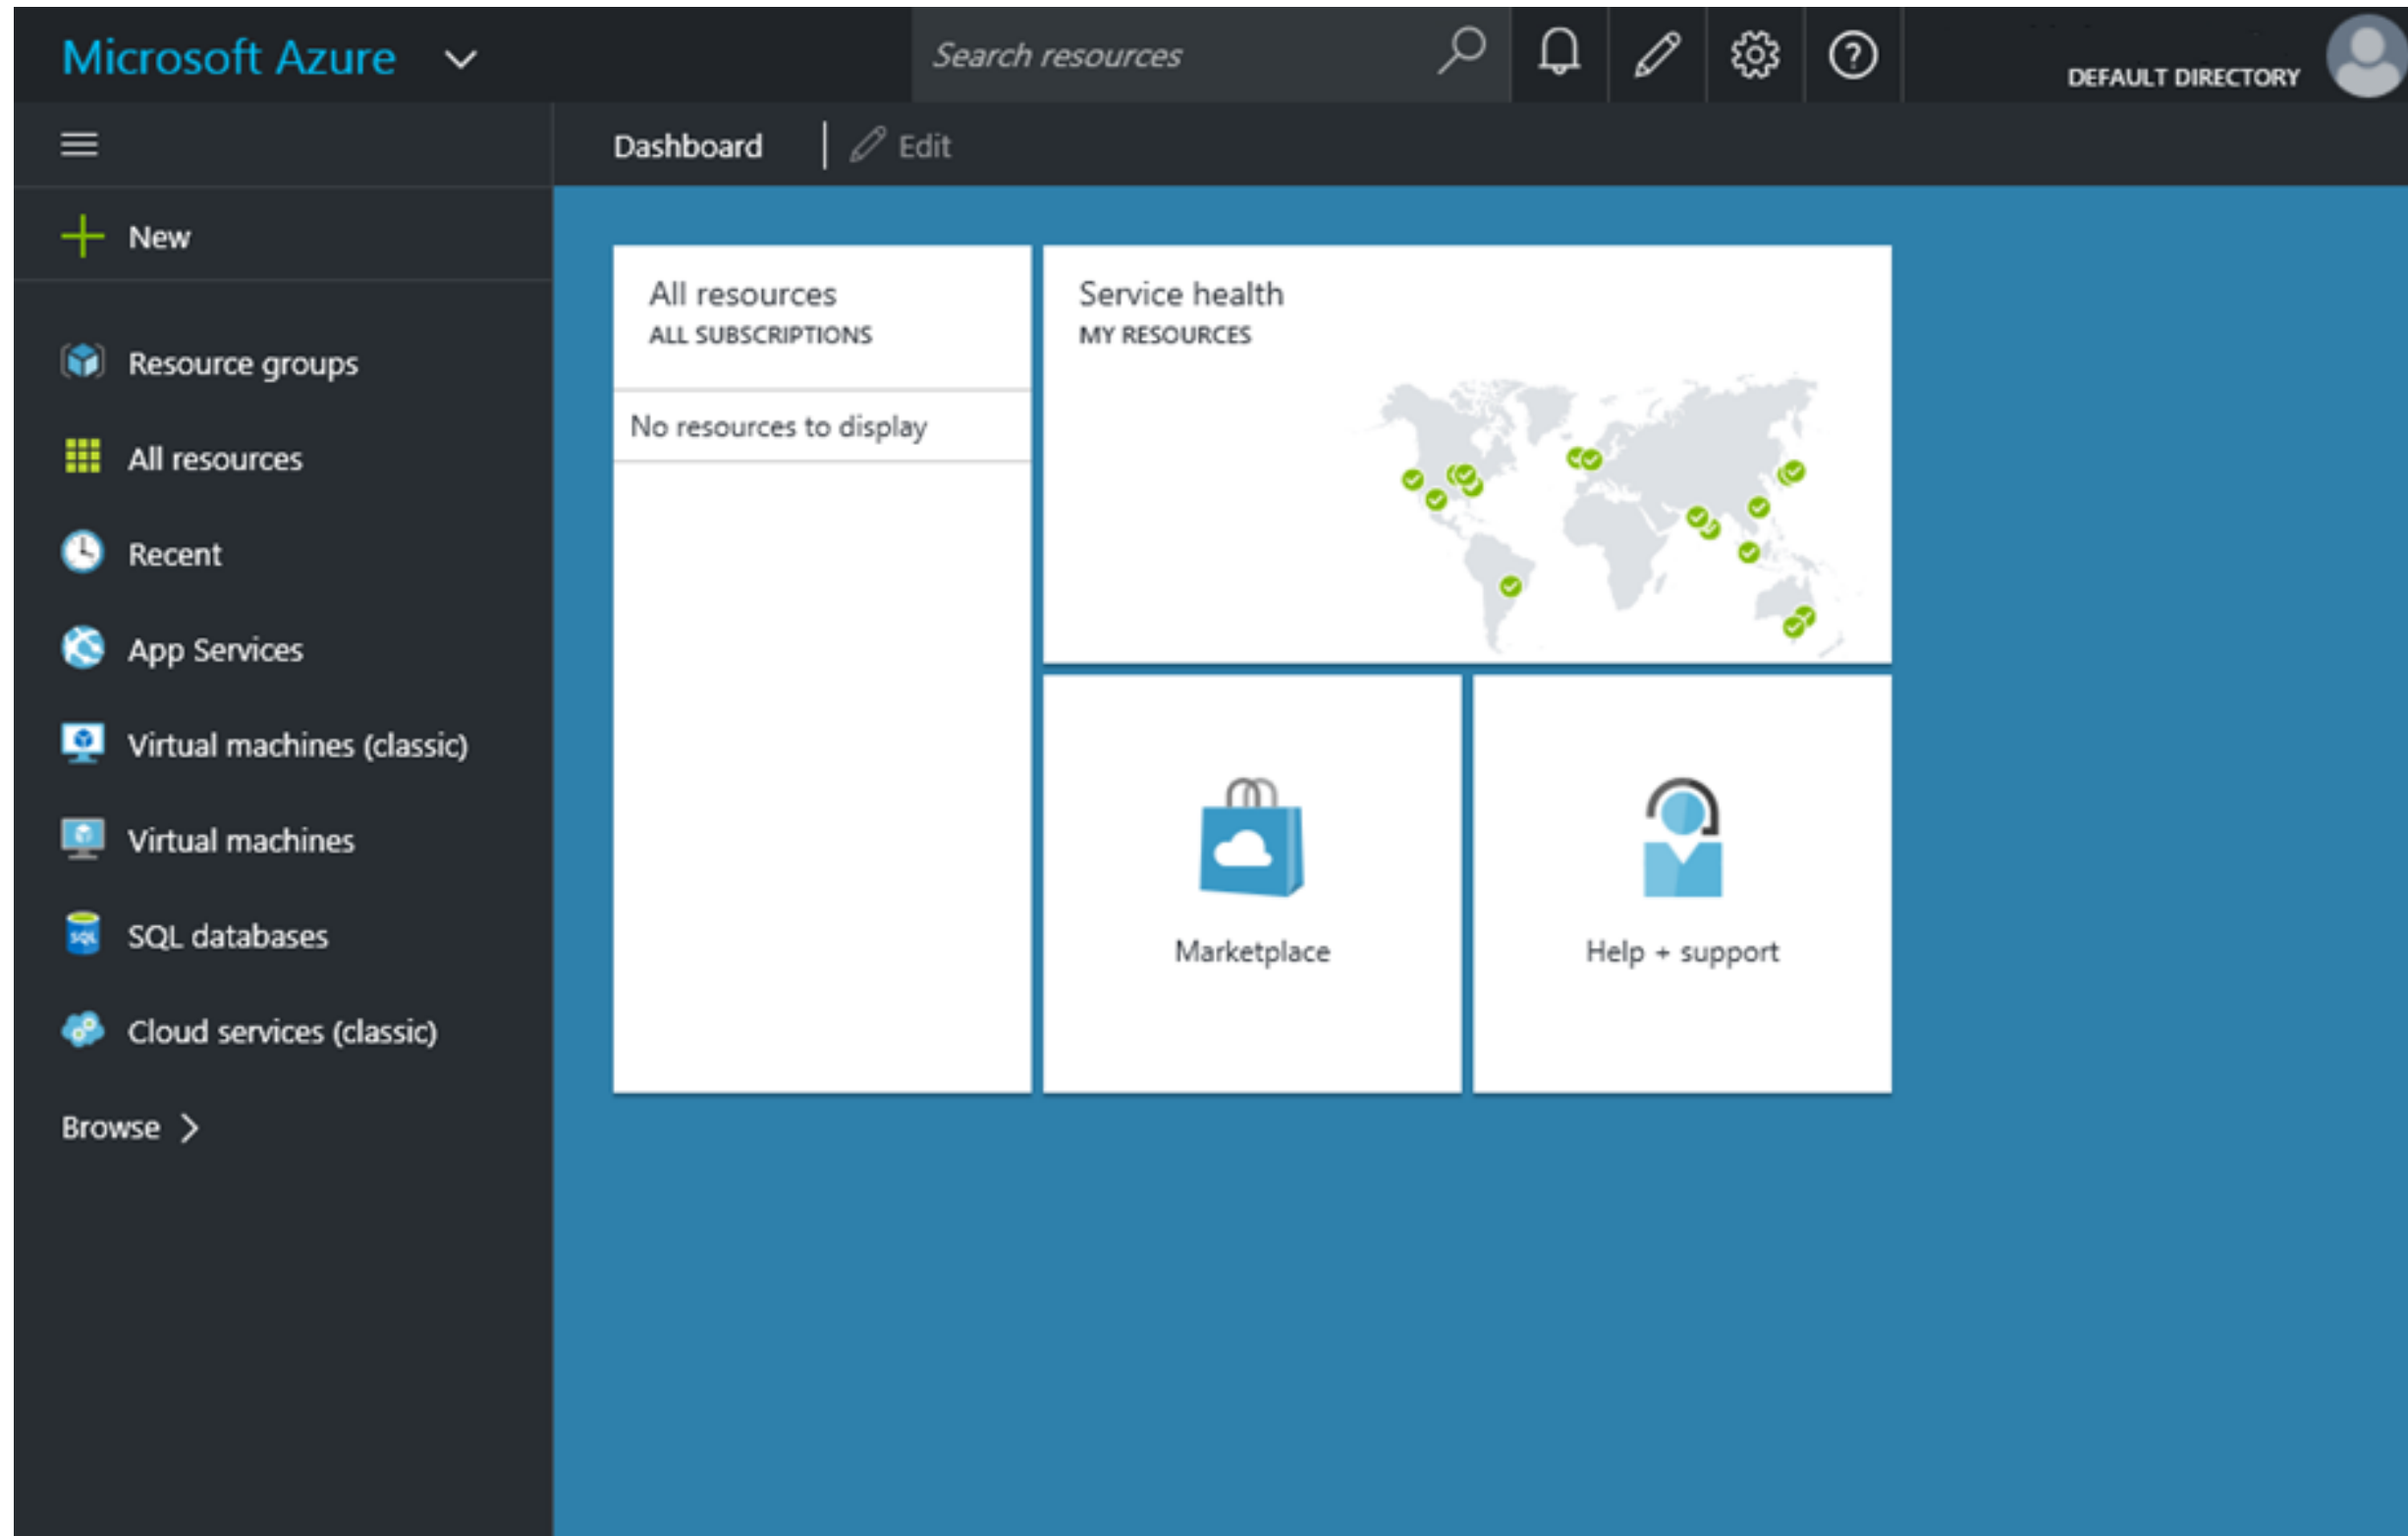 Microsoft Azure
Search resources
DEFAULT DIRECTORY
Dashboard
Edit
New
Resource groups
All resources
Recent
App Services
Virtual machines (classic)
Virtual machines
SQL
SQL databases
Cloud services (classic)
Browse
All resources
ALL SUBSCRIPTIONS
No resources to display
Service health
MY RESOURCES
Marketplace
Help + support